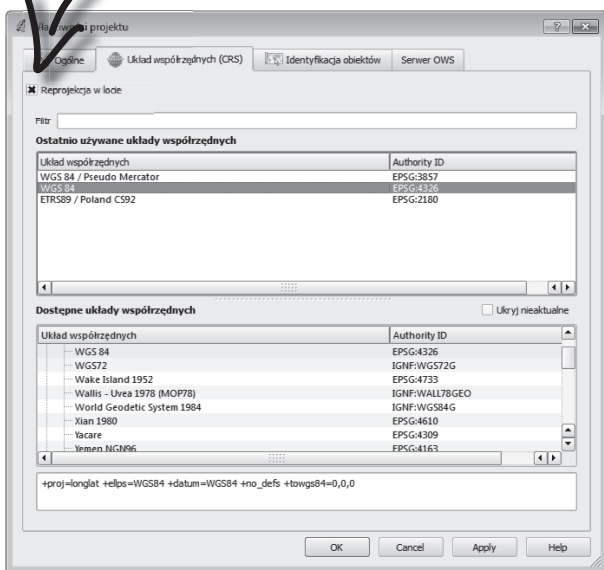 Właściwości projektu
Ogólne
Układ współrzędnych (CRS)
Identyfikacja obiektów
Serwer OWS
Reprojekcja w locie
Filtr
Ostatnio używane układy współrzędnych
Układ współrzędnych Authority ID
WGS 84 / Pseudo Mercator EPSG:3857
WGS 84 EPSG:4326
ETRS89 / Poland CS92 EPSG:2180
Dostępne układy współrzędnych
Ukryj nieaktualne
Układ współrzędnych Authority ID
WGS 84 EPSG:4326
WGS72 IGNF:WGS72G
Wake Island 1952 EPSG:4733
Wallis - Uvea 1978 (MOP78) IGNF:WALL78GEO
World Geodetic System 1984 IGNF:WGS84G
Xian 1980 EPSG:4610
Yacare EPSG:4309
Yemen NGN96 EPSG:4163
+proj=longlat +ellps=WGS84 +datum=WGS84 +no_defs +towgs84=0,0,0
OK
Cancel
Apply
Help